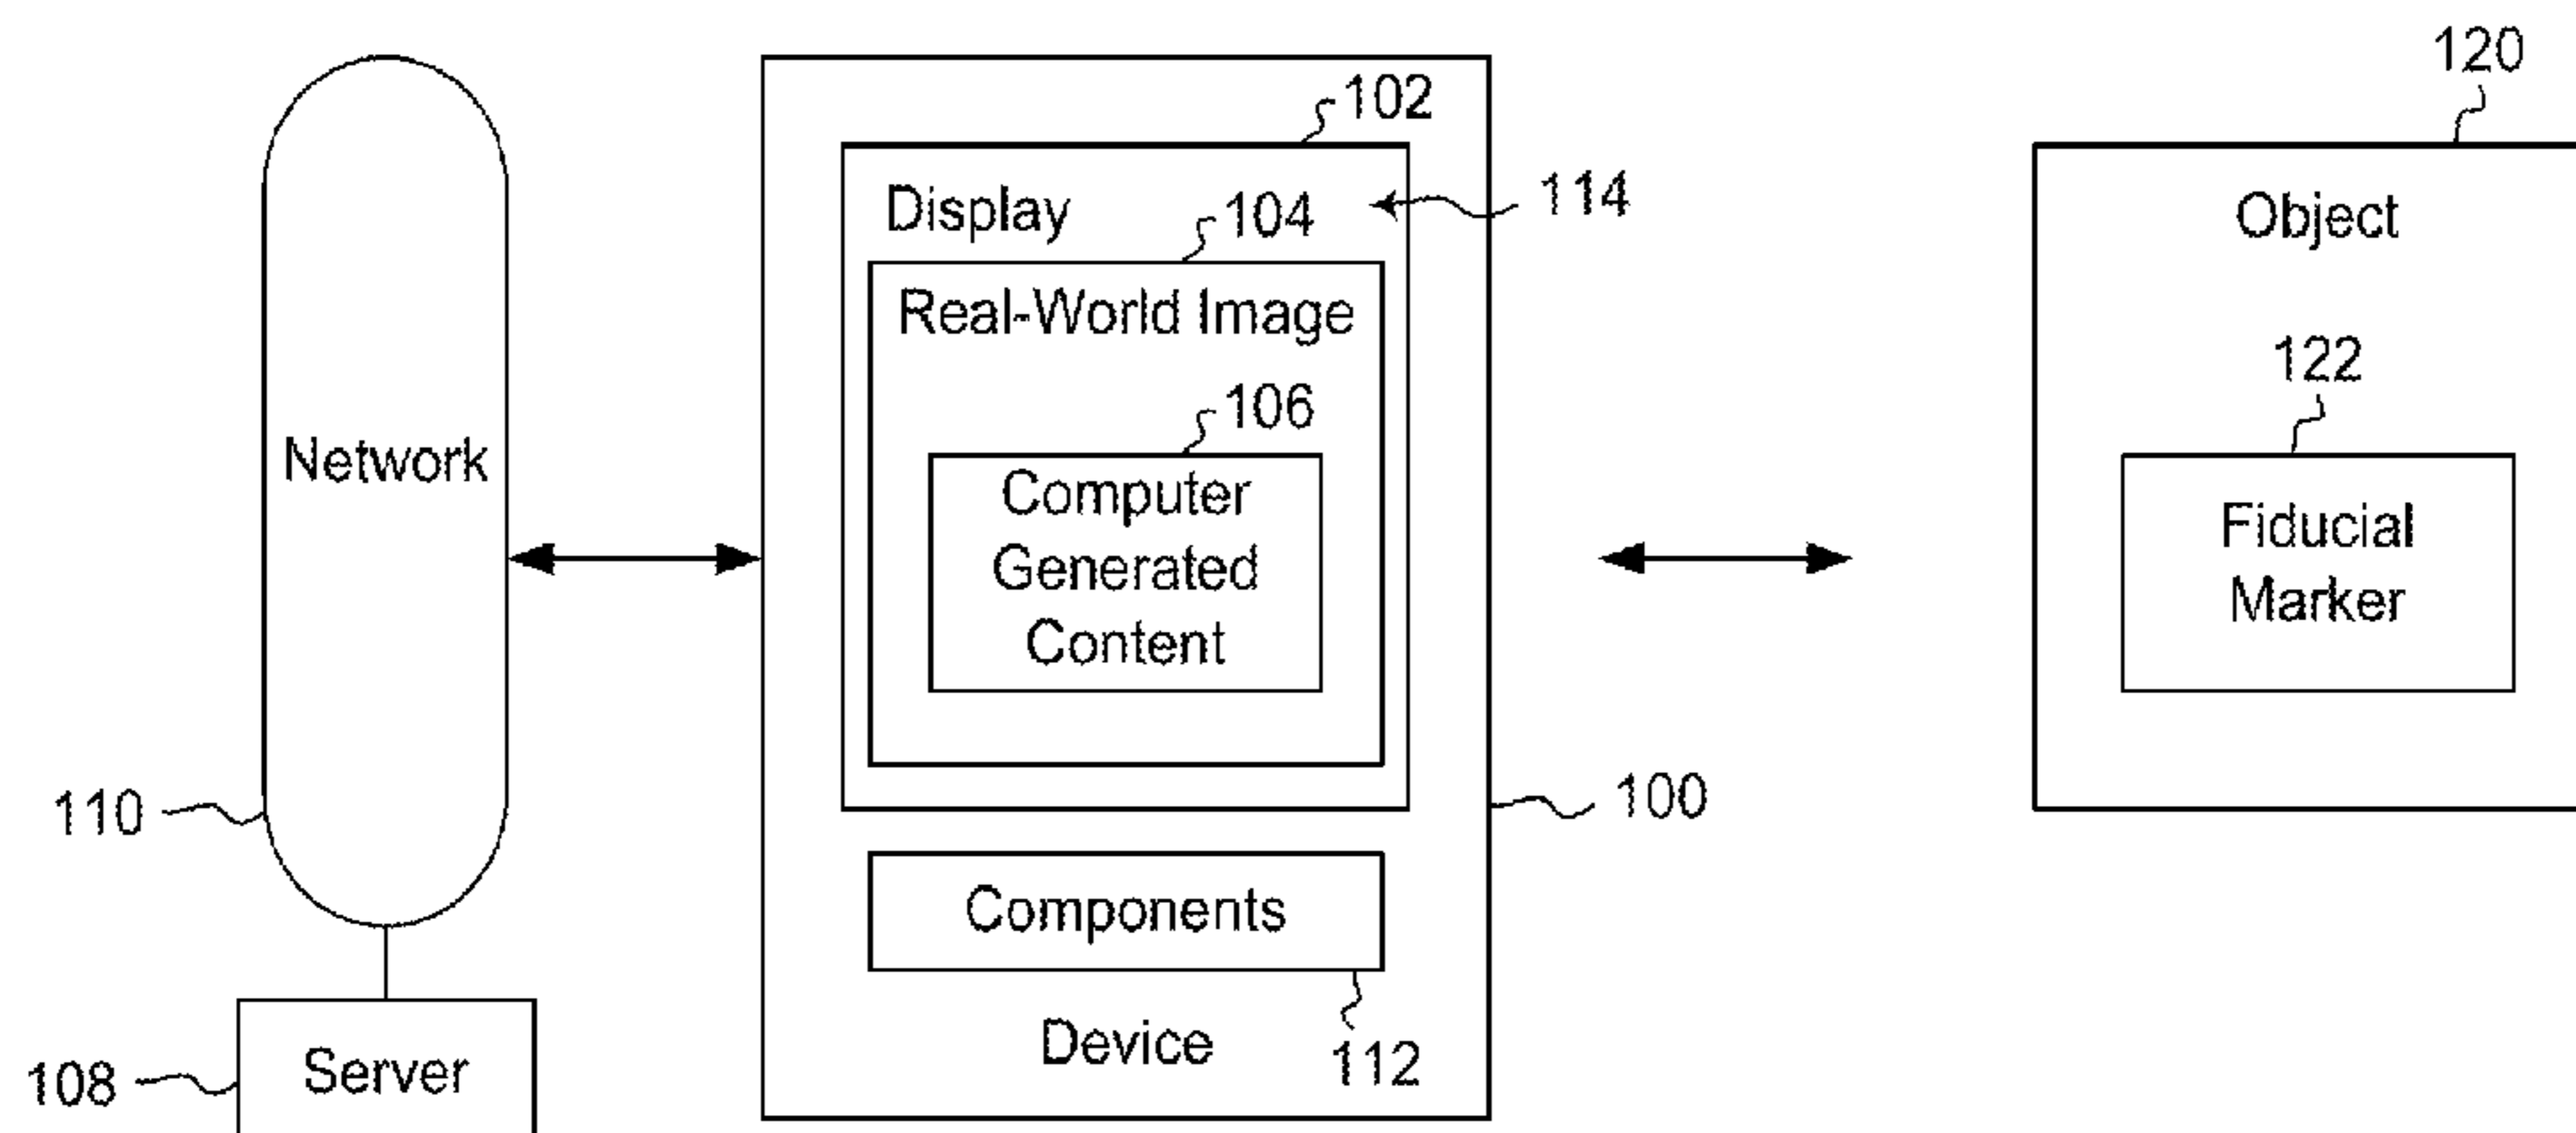 120
102
Display
114
104
Object
Real-World Image
122
106
Network
Computer
Generated
Content
Fiducial
Marker
110
100
Components
Device
112
108
Server